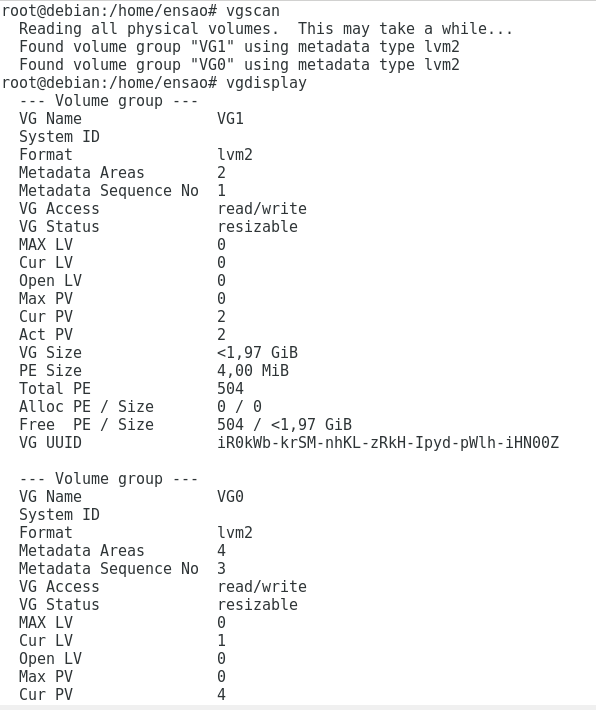 root@debian:/home/ensao# vgscan
  Reading all physical volumes.  This may take a while...
  Found volume group "VG1" using metadata type lvm2
  Found volume group "VG0" using metadata type lvm2
root@debian:/home/ensao# vgdisplay
  --- Volume group ---
  VG Name               VG1
  System ID
  Format                lvm2
  Metadata Areas        2
  Metadata Sequence No  1
  VG Access             read/write
  VG Status             resizable
  MAX LV                0
  Cur LV                0
  Open LV               0
  Max PV                0
  Cur PV                2
  Act PV                2
  VG Size               <1,97 GiB
  PE Size               4,00 MiB
  Total PE              504
  Alloc PE / Size       0 / 0
  Free  PE / Size       504 / <1,97 GiB
  VG UUID               iR0kWb-krSM-nhKL-zRkH-Ipyd-pWlh-iHN00Z

  --- Volume group ---
  VG Name               VG0
  System ID
  Format                lvm2
  Metadata Areas        4
  Metadata Sequence No  3
  VG Access             read/write
  VG Status             resizable
  MAX LV                0
  Cur LV                1
  Open LV               0
  Max PV                0
  Cur PV                4